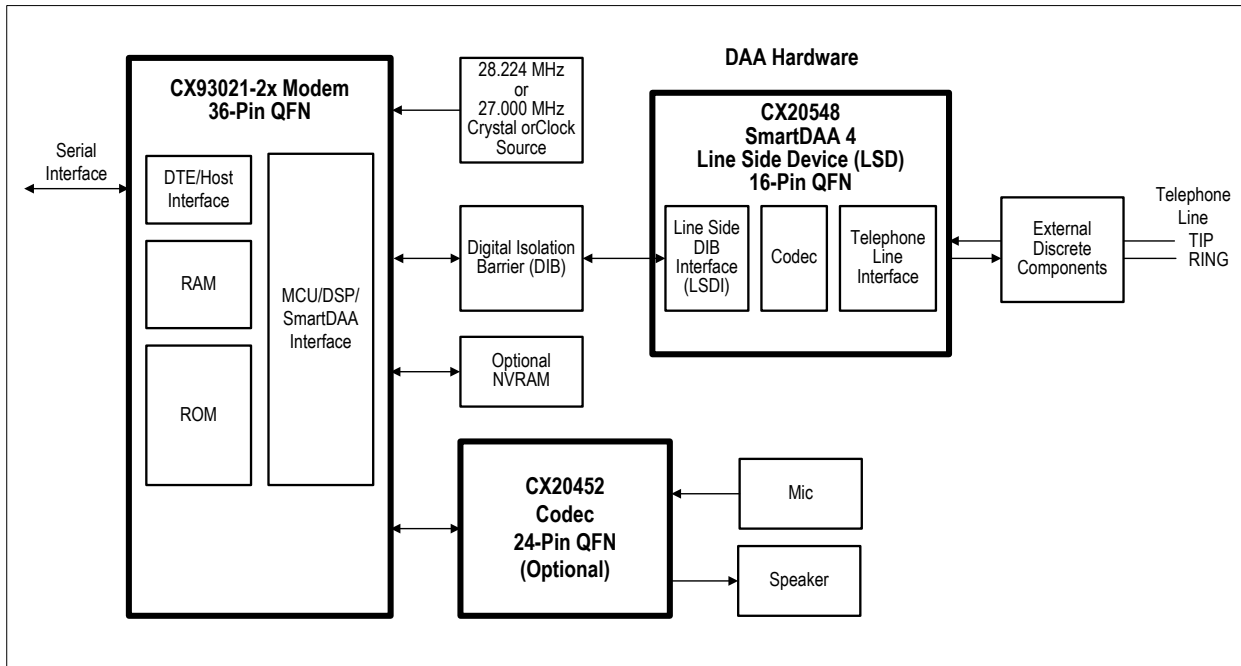 CX93021-2x Modem
36-Pin QFN
Serial
Interface
DTE/Host
Interface
RAM
ROM
MCU/DSP/
SmartDAA
Interface
28.224 MHz
or
27.000 MHz
Crystal orClock
Source
Digital Isolation
Barrier (DIB)
Optional
NVRAM
CX20452
Codec
24-Pin QFN
(Optional)
Mic
Speaker
DAA Hardware
CX20548
SmartDAA 4
Line Side Device (LSD)
16-Pin QFN
Line Side
DIB
Interface
(LSDI)
Codec
Telephone
Line
Interface
External
Discrete
Components
Telephone
Line
TIP
RING